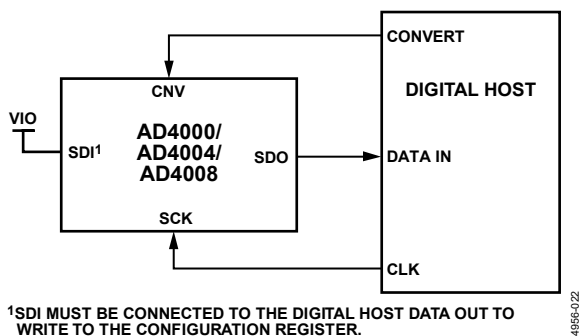 CONVERT
DIGITAL HOST
CNV
VIO
AD4000/
AD4004/
AD4008
SDI¹
SDO
DATA IN
SCK
CLK
¹SDI MUST BE CONNECTED TO THE DIGITAL HOST DATA OUT TO
WRITE TO THE CONFIGURATION REGISTER.
4956-022